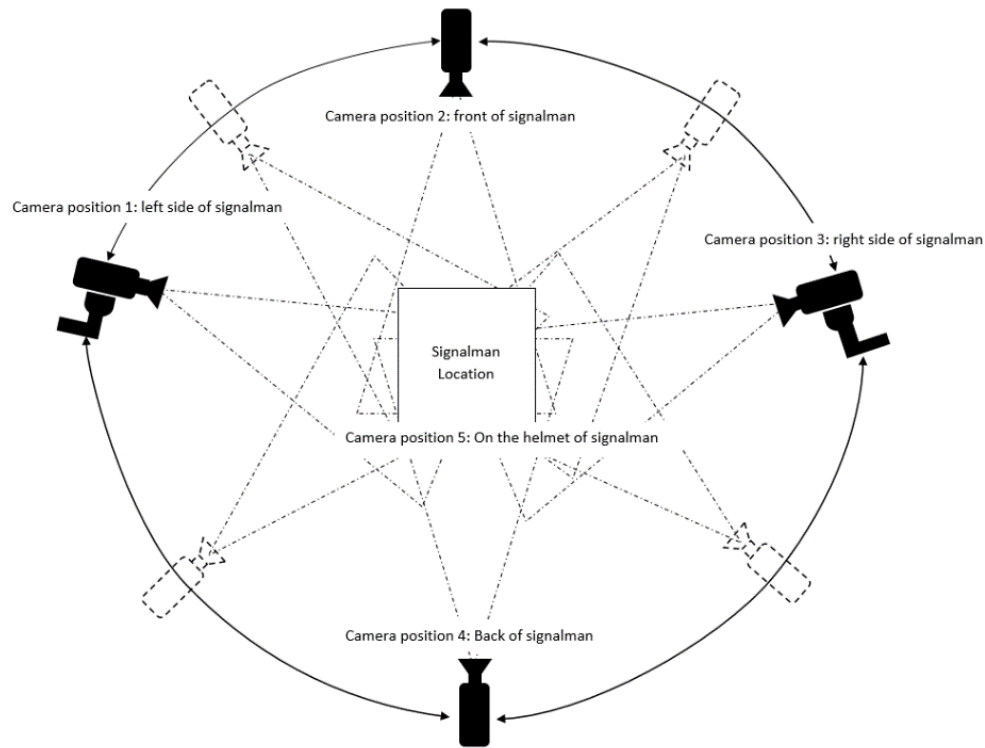 Camera position 2: front of signalman
Camera position 1: left side of signalman
Camera position 3: right side of signalman
Signalman
Location
Camera position 5: On the helmet of signalman
Camera position 4: Back of signalman